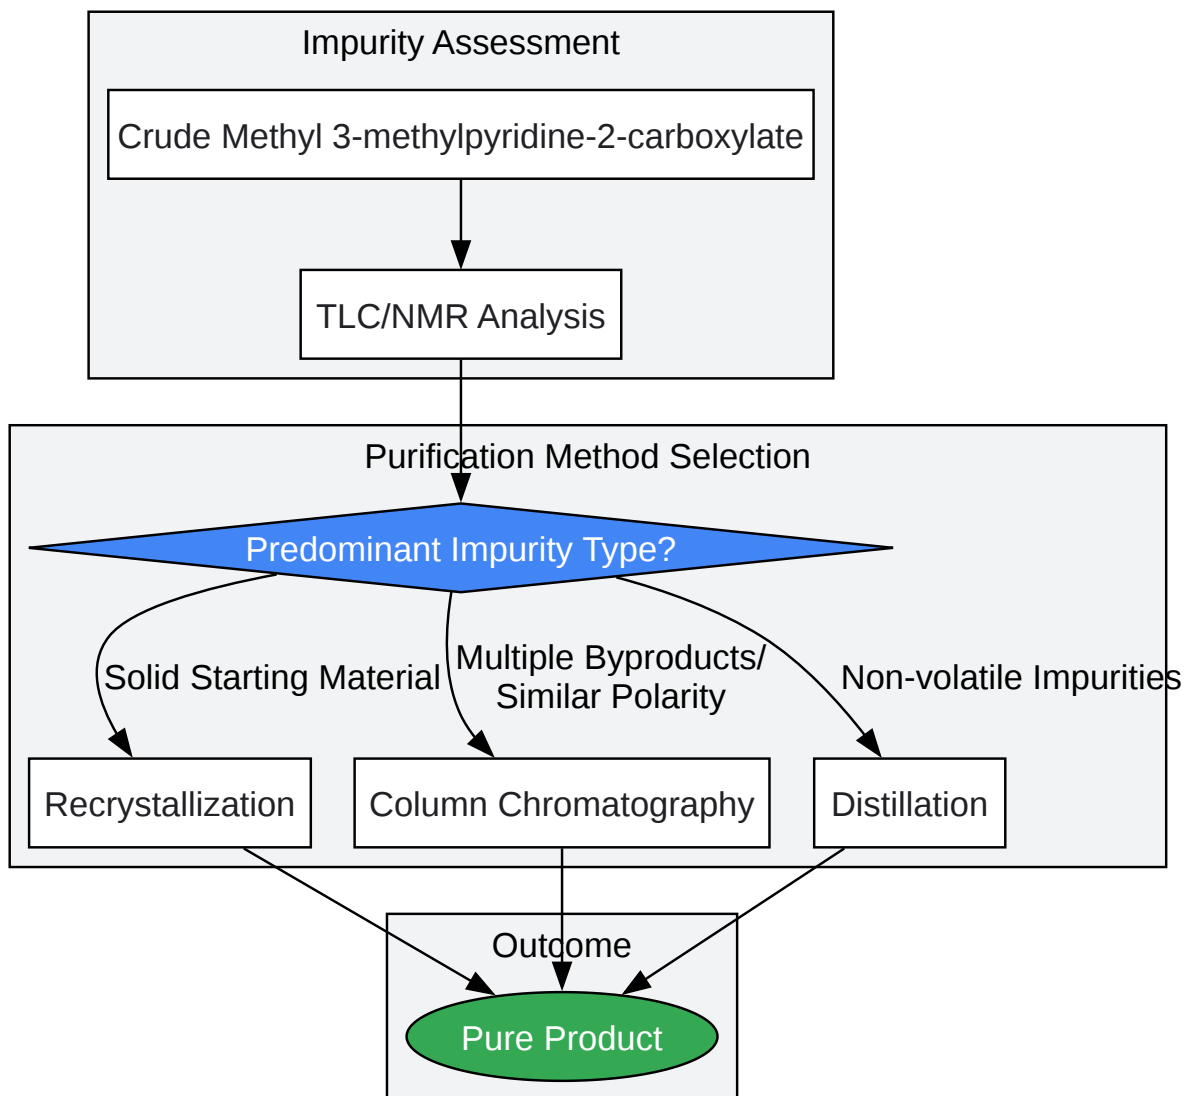 Impurity Assessment
Crude Methyl 3-methylpyridine-2-carboxylate
TLC/NMR Analysis
Purification Method Selection
Predominant Impurity Type?
Solid Starting Material
Multiple Byproducts/
Similar Polarity
Non-volatile Impurities
Recrystallization
Column Chromatography
Distillation
Outcome
Pure Product